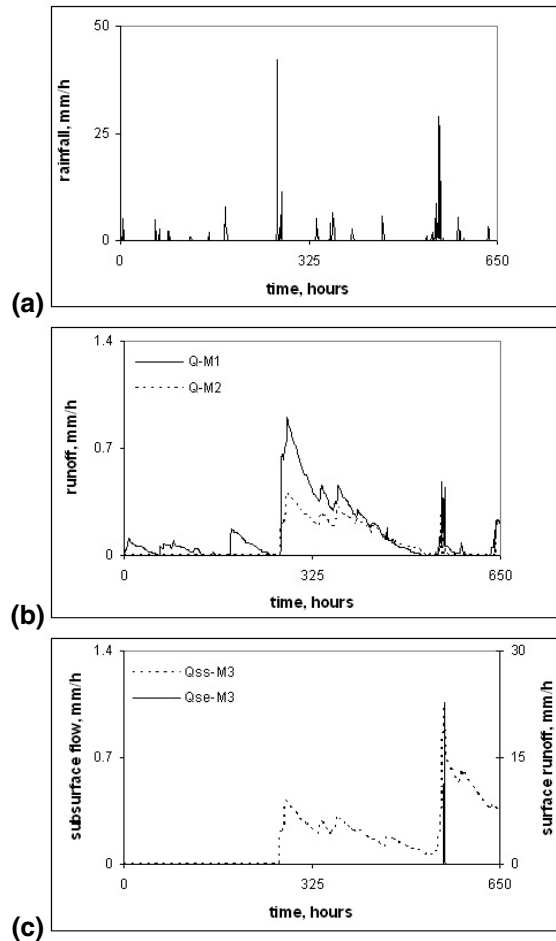 50
25
0
rainfall, mm/h
0 325 650
time, hours
(a)
1.4
0.7
0
runoff, mm/h
Q-M1
Q-M2
0 325 650
time, hours
(b)
1.4
0.7
0
subsurface flow, mm/h
Qss-M3
Qse-M3
30
15
0
surface runoff, mm/h
0 325 650
time, hours
(c)